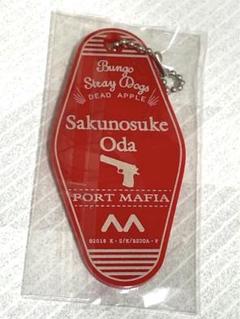 Bungo
Stray Dogs
DEAD APPLE
Sakunosuke
Oda
PORT MAFIA